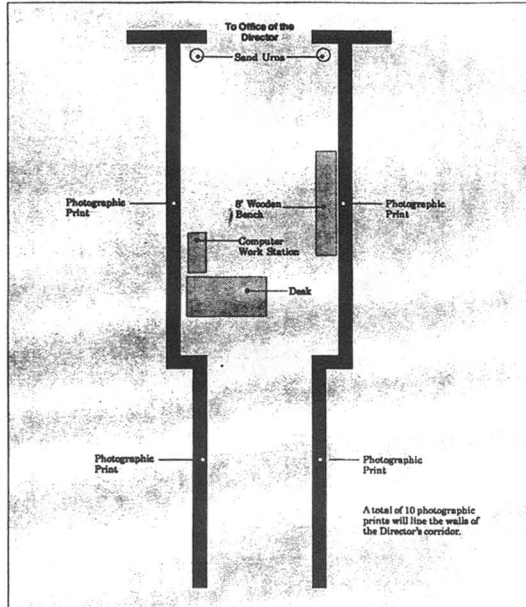 To Office of the
Director
Sand Urns
Photographic
Print
8' Wooden
Bench
Photographic
Print
Computer
Work Station
Desk
Photographic
Print
Photographic
Print
A total of 10 photographic
prints will line the walls of
the Director's corridor.